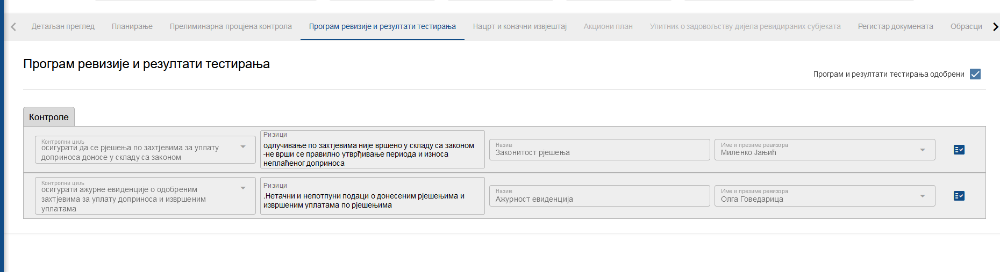 Детаљан преглед
Планирање
Прелиминарна процјена контрола
Програм ревизије и резултати тестирања
Нацрт и коначни извјештај
Акциони план
Упитник о задовољству дијела ревидираних субјеката
Регистар докумената
Обрасци
Програм ревизије и резултати тестирања
Програм и резултати тестирања одобрени
Контроле
Контролни циљ
осигурати да се рјешења по захтјевима за уплату
доприноса доносе у складу са законом
Ризици
одлучивање по захтјевима није вршено у складу са законом
-не врши се правилно утврђивање периода и износа
неплаћеног доприноса
Назив
Законитост рјешења
Име и презиме ревизора
Миленко Јањић
Контролни циљ
осигурати ажурне евиденције о одобреним
захтјевима за уплату доприноса и извршеним
уплатама
Ризици
.Нетачни и непотпуни подаци о донесеним рјешењима и
извршеним уплатама по рјешењима
Назив
Ажурност евиденција
Име и презиме ревизора
Олга Говедарица